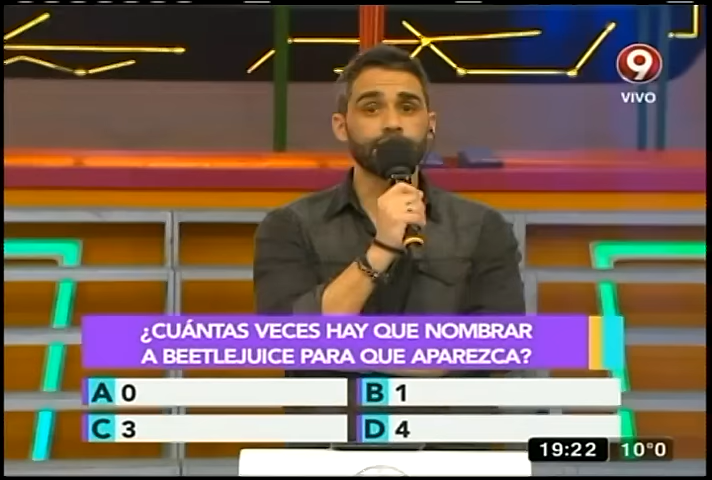 9
VIVO
¿CUÁNTAS VECES HAY QUE NOMBRAR
A BEETLEJUICE PARA QUE APAREZCA?
A 0
B 1
C 3
D 4
19:22 10°0